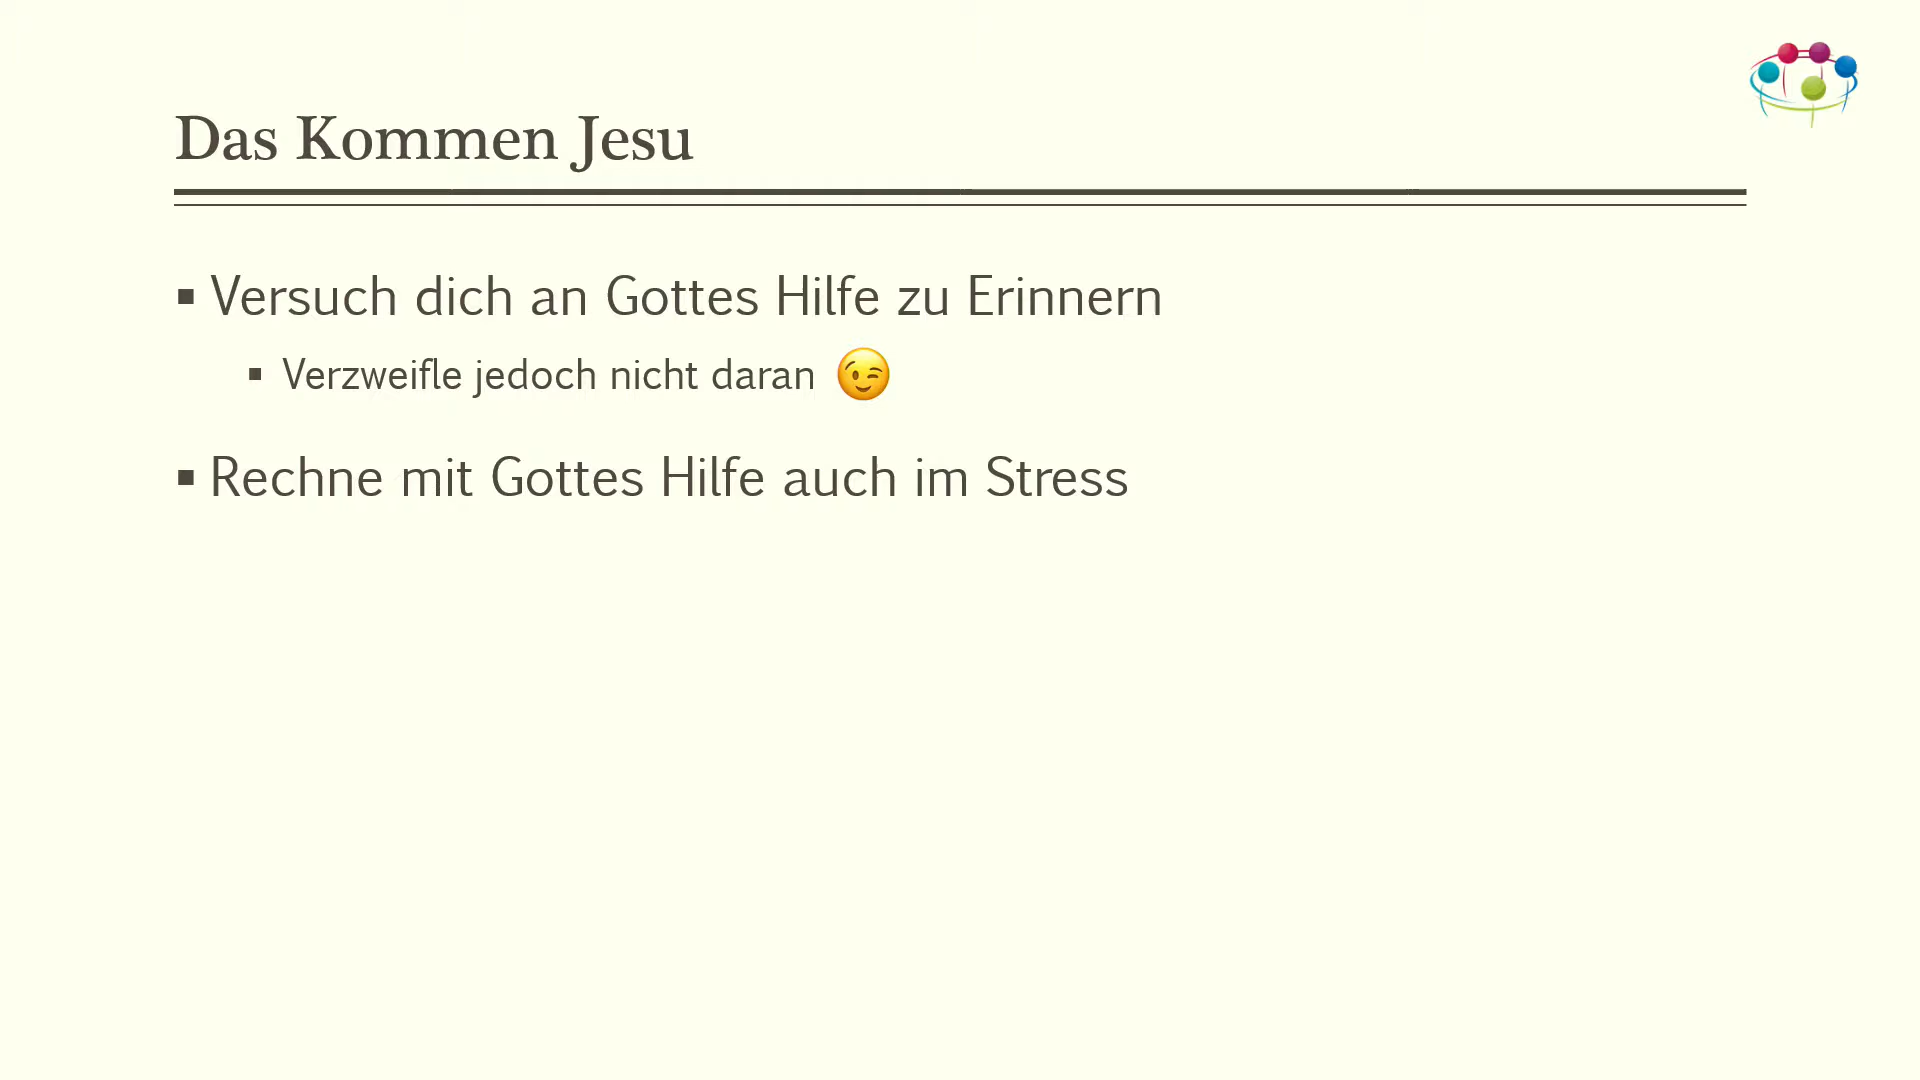 Das Kommen Jesu
▪ Versuch dich an Gottes Hilfe zu Erinnern
▪ Verzweifle jedoch nicht daran 😉
▪ Rechne mit Gottes Hilfe auch im Stress